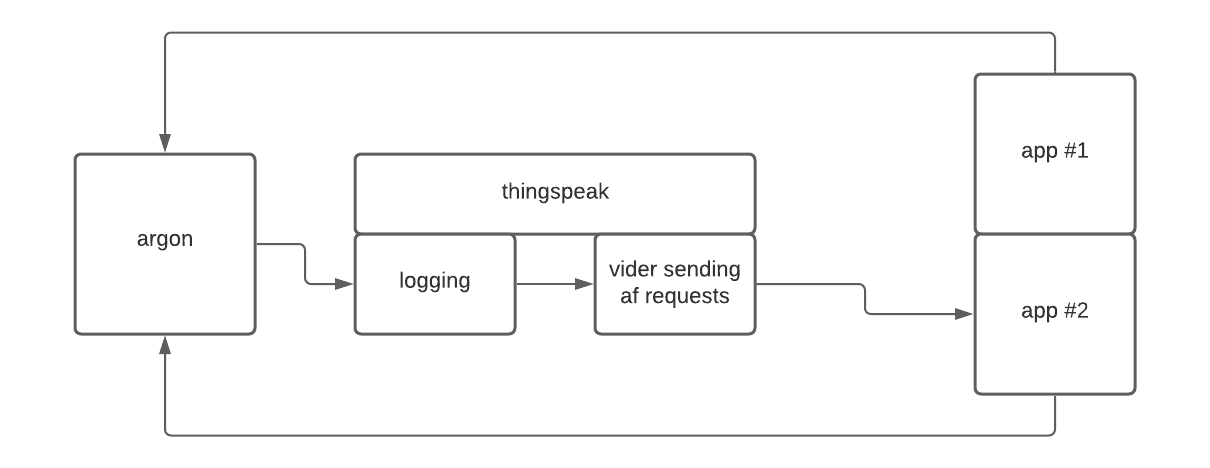 app #1
thingspeak
argon
logging
vider sending
af requests
app #2